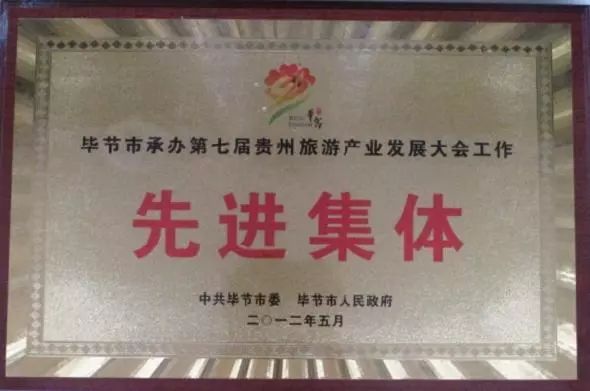 毕节市承办第七届贵州旅游产业发展大会工作
先进集体
中共毕节市委 毕节市人民政府
二〇一二年五月